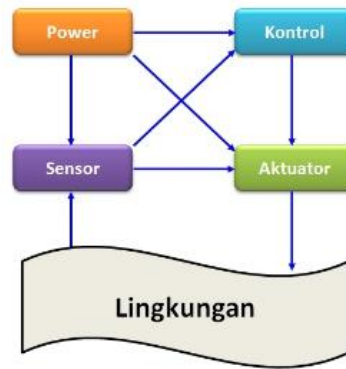 Power
Kontrol
Sensor
Aktuator
Lingkungan